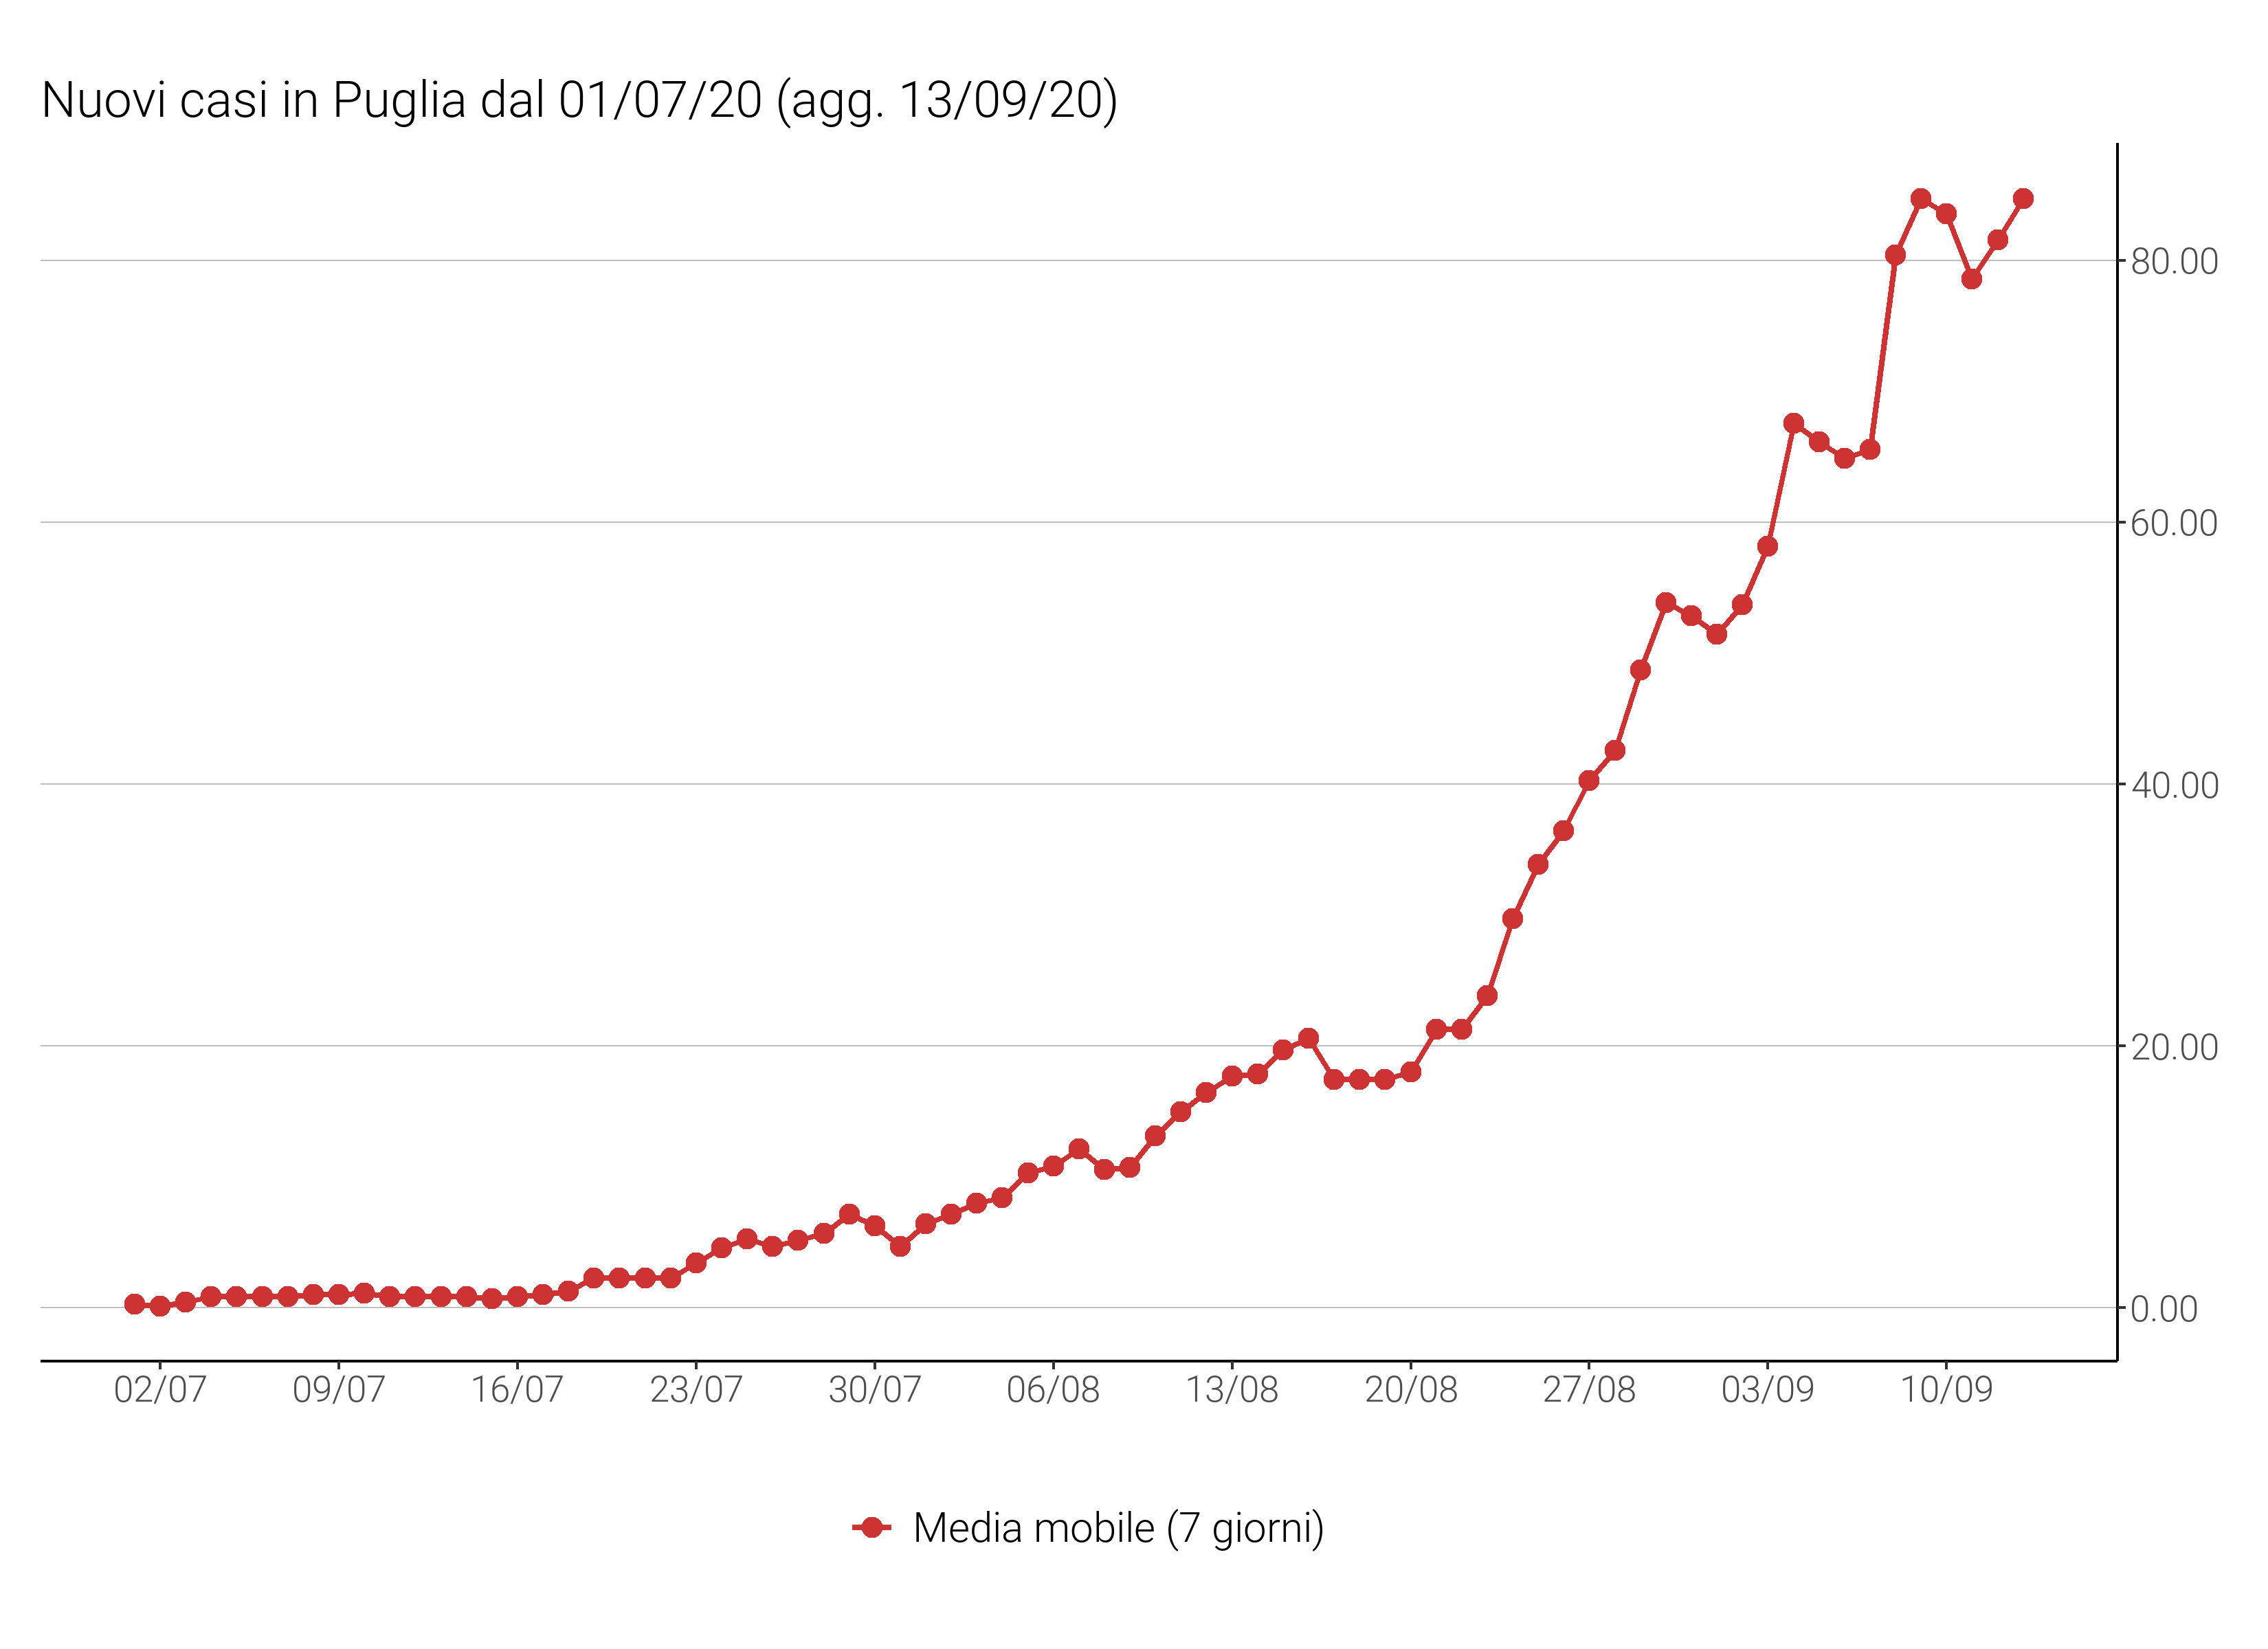 Nuovi casi in Puglia dal 01/07/20 (agg. 13/09/20)
80.00
60.00
40.00
20.00
0.00
02/07 09/07 16/07 23/07 30/07 06/08 13/08 20/08 27/08 03/09 10/09
Media mobile (7 giorni)